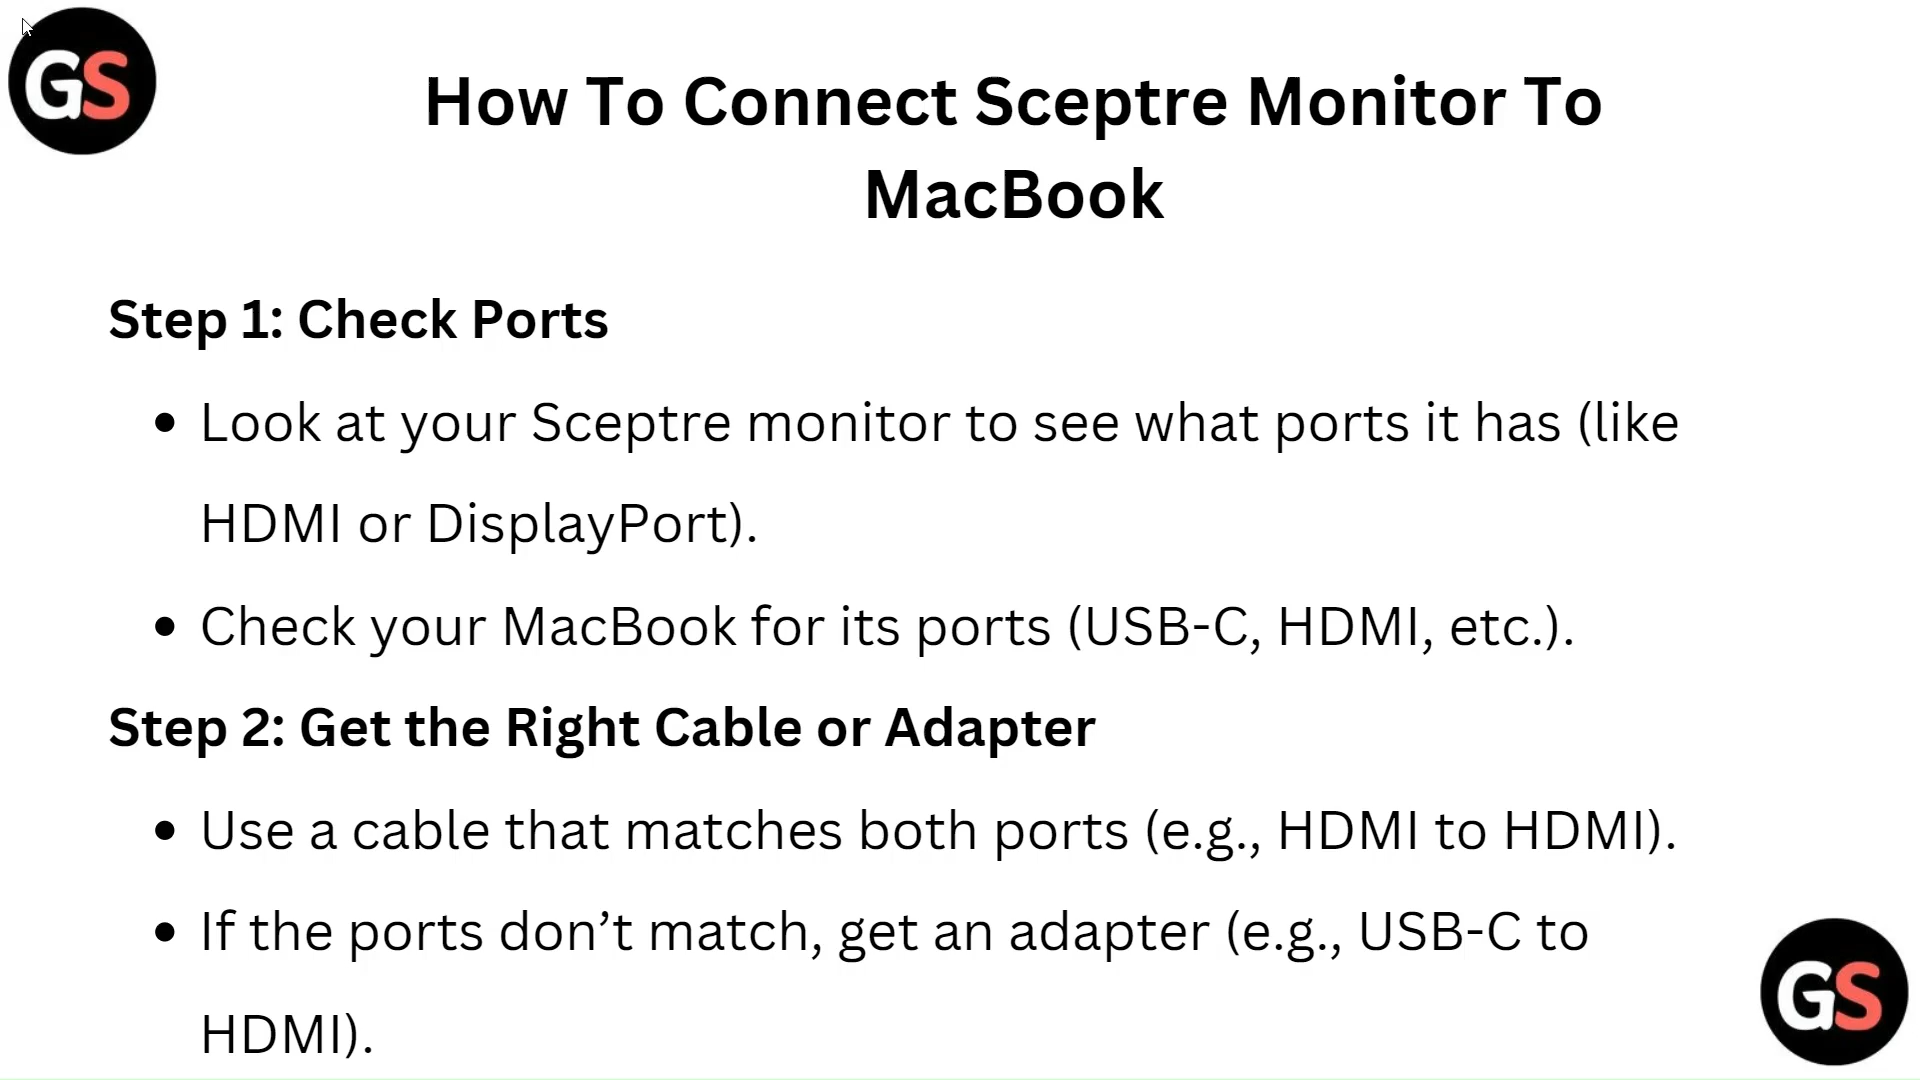 GS
How To Connect Sceptre Monitor To
MacBook
Step 1: Check Ports
• Look at your Sceptre monitor to see what ports it has (like
HDMI or DisplayPort).
• Check your MacBook for its ports (USB-C, HDMI, etc.).
Step 2: Get the Right Cable or Adapter
• Use a cable that matches both ports (e.g., HDMI to HDMI).
• If the ports don’t match, get an adapter (e.g., USB-C to
HDMI).
GS